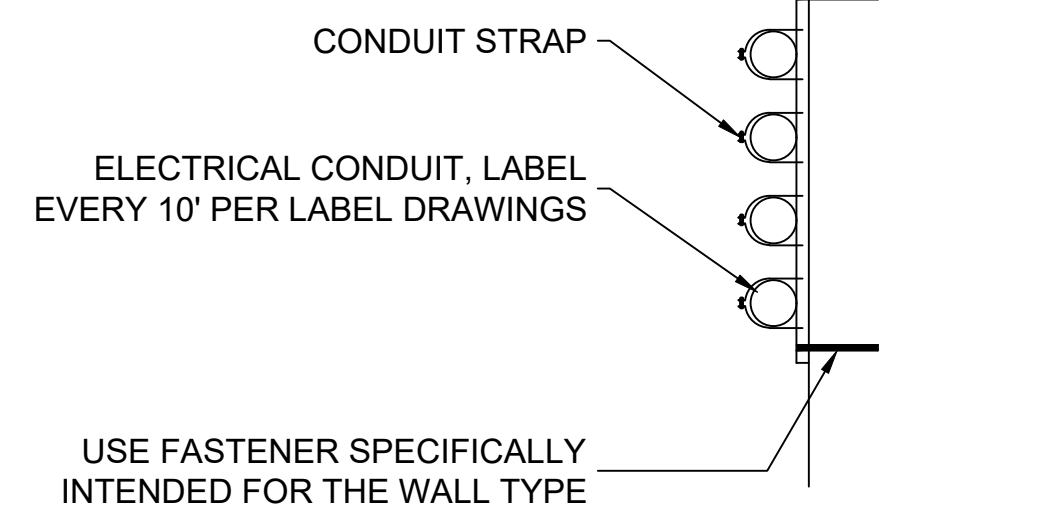 CONDUIT STRAP
ELECTRICAL CONDUIT, LABEL
EVERY 10' PER LABEL DRAWINGS
USE FASTENER SPECIFICALLY
INTENDED FOR THE WALL TYPE